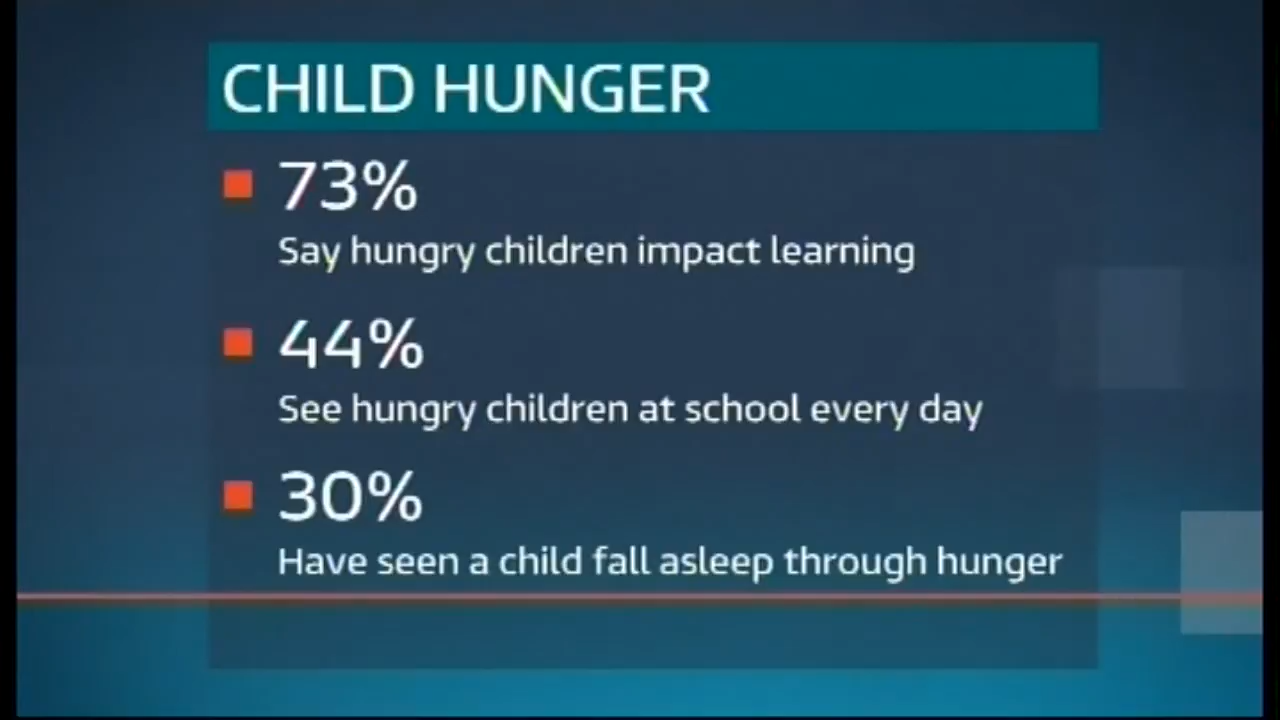 CHILD HUNGER
73%
Say hungry children impact learning
44%
See hungry children at school every day
30%
Have seen a child fall asleep through hunger